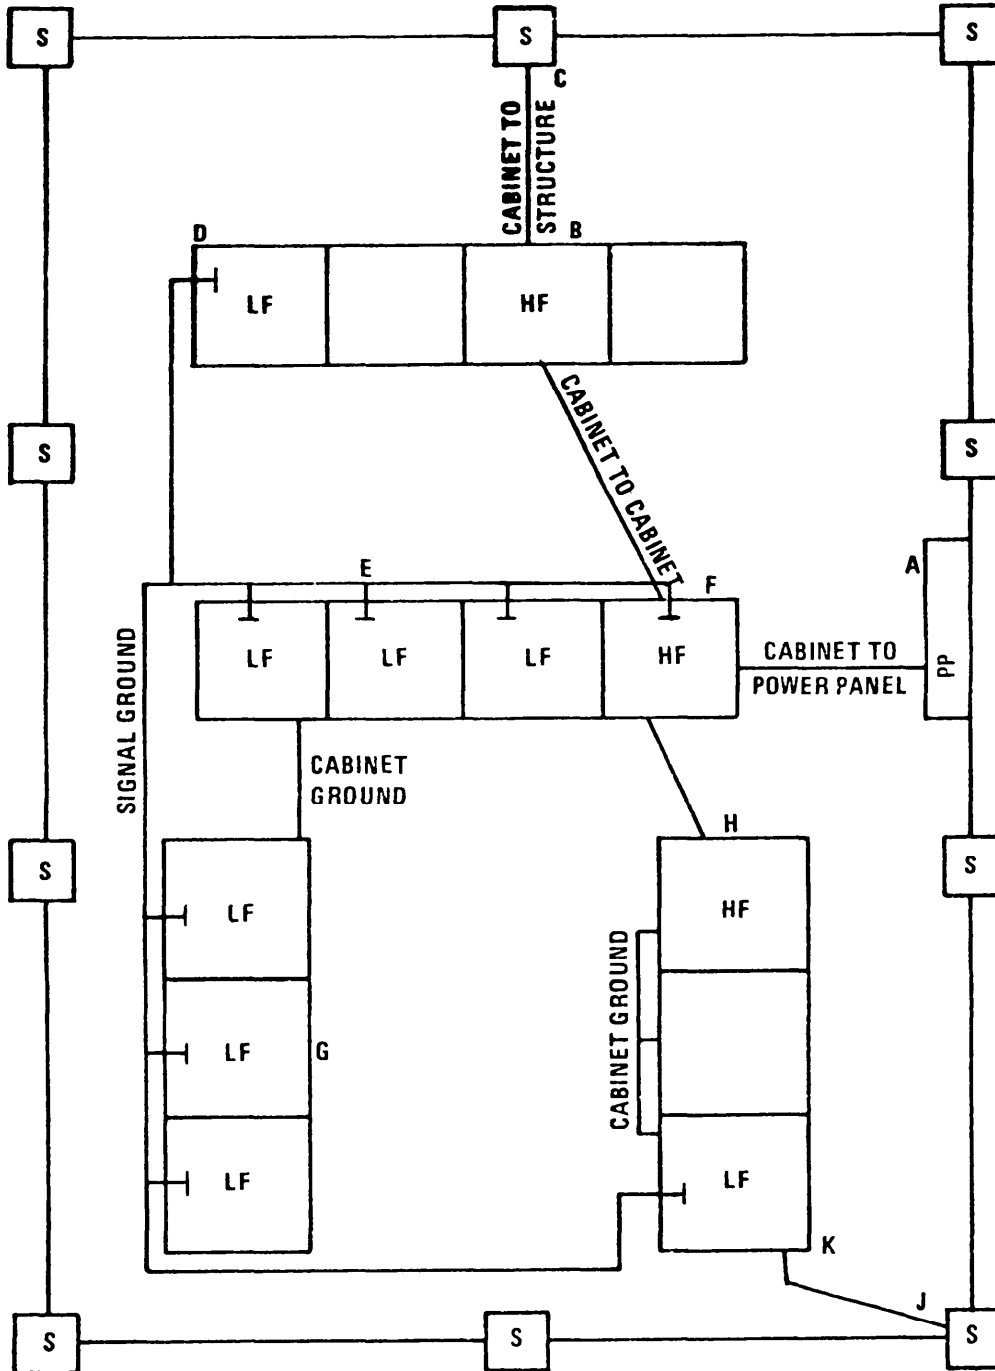 S
S
S
C
CABINET TO
STRUCTURE
D
B
LF
HF
CABINET TO CABINET
S
S
A
E
F
LF
LF
LF
HF
CABINET TO
POWER PANEL
PP
SIGNAL GROUND
CABINET
GROUND
H
S
S
LF
HF
CABINET GROUND
LF
G
LF
LF
K
J
S
S
S